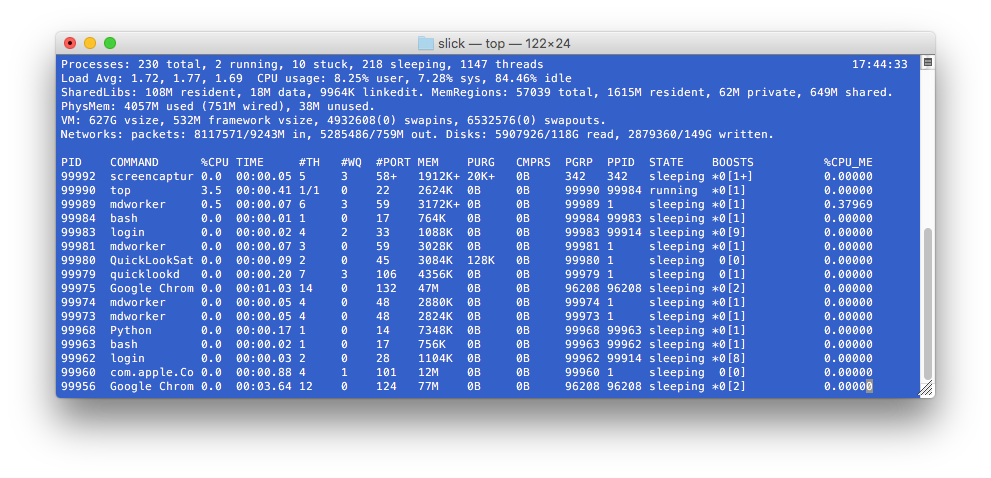 slick — top — 122×24
Processes: 230 total, 2 running, 10 stuck, 218 sleeping, 1147 threads 17:44:33
Load Avg: 1.72, 1.77, 1.69  CPU usage: 8.25% user, 7.28% sys, 84.46% idle
SharedLibs: 108M resident, 18M data, 9964K linkedit. MemRegions: 57039 total, 1615M resident, 62M private, 649M shared.
PhysMem: 4057M used (751M wired), 38M unused.
VM: 627G vsize, 532M framework vsize, 4932608(0) swapins, 6532576(0) swapouts.
Networks: packets: 8117571/9243M in, 5285486/759M out. Disks: 5907926/118G read, 2879360/149G written.
PID    COMMAND      %CPU TIME     #TH   #WQ  #PORT MEM    PURG   CMPRS  PGRP  PPID  STATE    BOOSTS          %CPU_ME
99992  screencaptur 0.0  00:00.05 5     3    58+   1912K+ 20K+   0B     342   342   sleeping *0[1+]          0.00000
99990  top          3.5  00:00.41 1/1   0    22    2624K  0B     0B     99990 99984 running  *0[1]           0.00000
99989  mdworker     0.5  00:00.07 6     3    59    3172K+ 0B     0B     99989 1     sleeping *0[1]           0.37969
99984  bash         0.0  00:00.01 1     0    17    764K   0B     0B     99984 99983 sleeping *0[1]           0.00000
99983  login        0.0  00:00.02 4     2    33    1088K  0B     0B     99983 99914 sleeping *0[9]           0.00000
99981  mdworker     0.0  00:00.07 3     0    59    3028K  0B     0B     99981 1     sleeping *0[1]           0.00000
99980  QuickLookSat 0.0  00:00.09 2     0    45    3084K  128K   0B     99980 1     sleeping  0[0]           0.00000
99979  quicklookd   0.0  00:00.20 7     3    106   4356K  0B     0B     99979 1     sleeping  0[1]           0.00000
99975  Google Chrom 0.0  00:01.03 14    0    132   47M    0B     0B     96208 96208 sleeping *0[2]           0.00000
99974  mdworker     0.0  00:00.05 4     0    48    2880K  0B     0B     99974 1     sleeping *0[1]           0.00000
99973  mdworker     0.0  00:00.05 4     0    48    2824K  0B     0B     99973 1     sleeping *0[1]           0.00000
99968  Python       0.0  00:00.17 1     0    14    7348K  0B     0B     99968 99963 sleeping *0[1]           0.00000
99963  bash         0.0  00:00.02 1     0    17    756K   0B     0B     99963 99962 sleeping *0[1]           0.00000
99962  login        0.0  00:00.03 2     0    28    1104K  0B     0B     99962 99914 sleeping *0[8]           0.00000
99960  com.apple.Co 0.0  00:00.88 4     1    101   12M    0B     0B     99960 1     sleeping  0[0]           0.00000
99956  Google Chrom 0.0  00:03.64 12    0    124   77M    0B     0B     96208 96208 sleeping *0[2]           0.00000